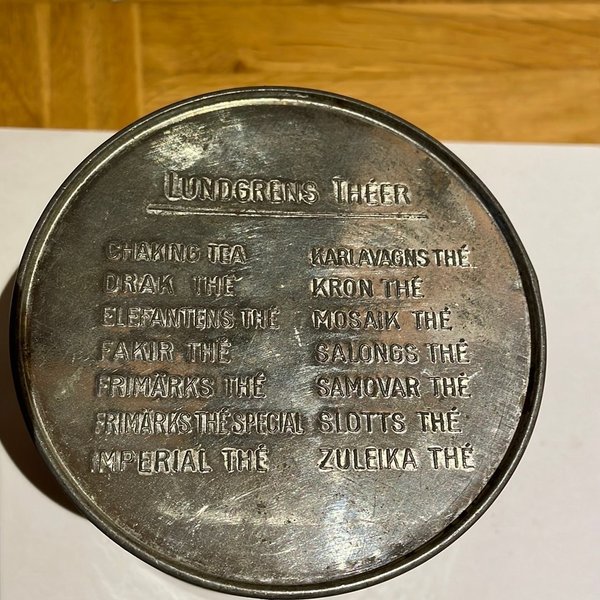 LUNDGRENS THÉER
CHAKING TEA
DRAK THÉ
ELEFANTENS THÉ
FAKIR THÉ
FRIMÄRKS THÉ
FRIMÄRKS THÉ SPECIAL
IMPERIAL THÉ
KARLAVAGNS THÉ
KRON THÉ
MOSAIK THÉ
SALONGS THÉ
SAMOVAR THÉ
SLOTTS THÉ
ZULEIKA THÉ